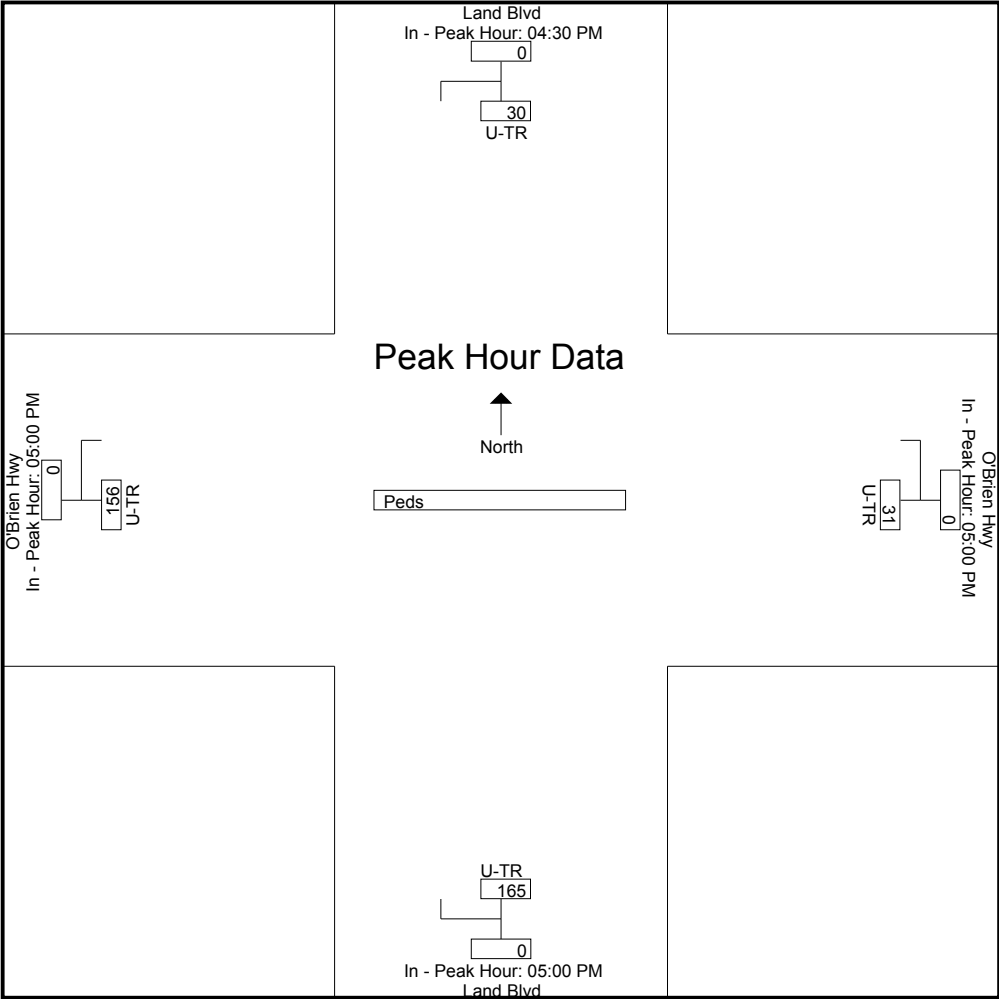 Land Blvd
In - Peak Hour: 04:30 PM
0
30
U-TR
Peak Hour Data
North
Peds
O'Brien Hwy
In - Peak Hour: 05:00 PM
0
156
U-TR
O'Brien Hwy
In - Peak Hour: 05:00 PM
0
31
U-TR
U-TR
165
0
In - Peak Hour: 05:00 PM
Land Blvd